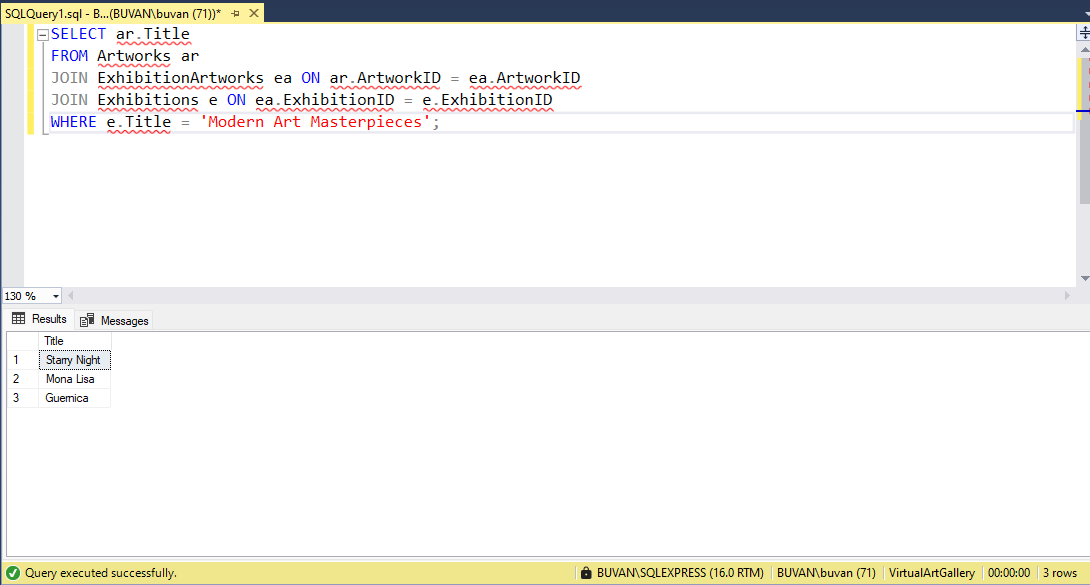 SQLQuery1.sql - B...(BUVAN\buvan (71))*
SELECT ar.Title
FROM Artworks ar
JOIN ExhibitionArtworks ea ON ar.ArtworkID = ea.ArtworkID
JOIN Exhibitions e ON ea.ExhibitionID = e.ExhibitionID
WHERE e.Title = 'Modern Art Masterpieces';
130 %
Results Messages
Title
1 Starry Night
2 Mona Lisa
3 Guernica
Query executed successfully. BUVAN\SQLEXPRESS (16.0 RTM) BUVAN\buvan (71) VirtualArtGallery 00:00:00 3 rows